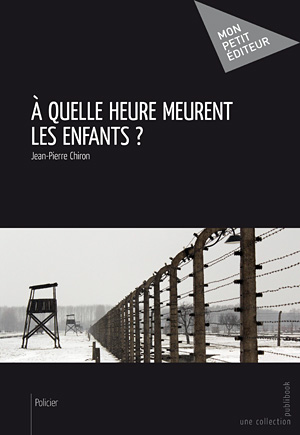 MON
PETIT
ÉDITEUR
À QUELLE HEURE MEURENT
LES ENFANTS ?
Jean-Pierre Chiron
Policier
une collection
publibook